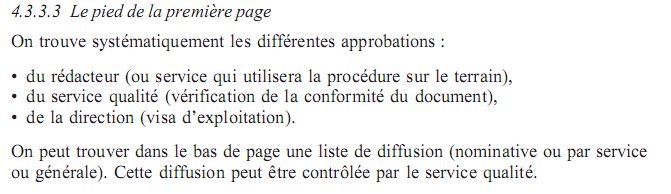 4.3.3.3 Le pied de la première page
On trouve systématiquement les différentes approbations :
• du rédacteur (ou service qui utilisera la procédure sur le terrain),
• du service qualité (vérification de la conformité du document),
• de la direction (visa d'exploitation).
On peut trouver dans le bas de page une liste de diffusion (nominative ou par service
ou générale). Cette diffusion peut être contrôlée par le service qualité.